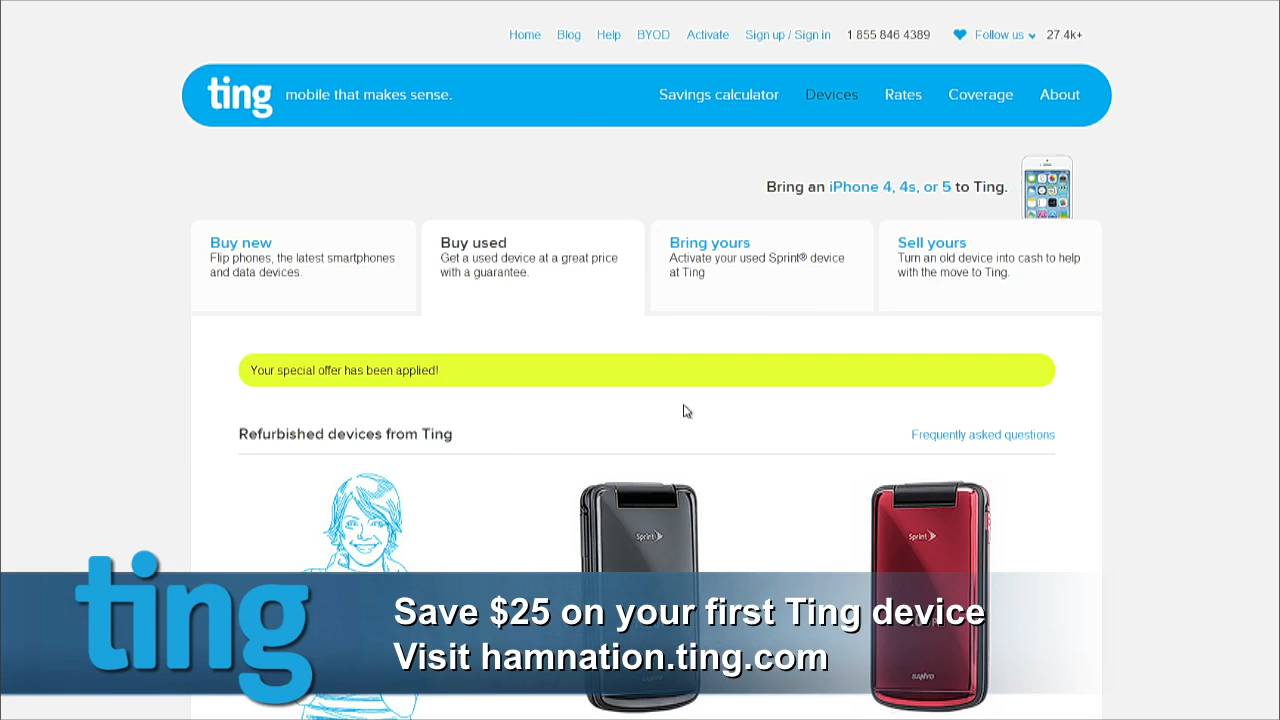 Home Blog Help BYOD Activate Sign up / Sign in 1 855 846 4389 Follow us 27.4k+
ting mobile that makes sense. Savings calculator Devices Rates Coverage About
Bring an iPhone 4, 4s, or 5 to Ting.
Buy new
Flip phones, the latest smartphones
and data devices.
Buy used
Get a used device at a great price
with a guarantee.
Bring yours
Activate your used Sprint® device
at Ting
Sell yours
Turn an old device into cash to help
with the move to Ting.
Your special offer has been applied!
Refurbished devices from Ting Frequently asked questions
Sprint
Sprint
ting
Save $25 on your first Ting device
Visit hamnation.ting.com
SANYO